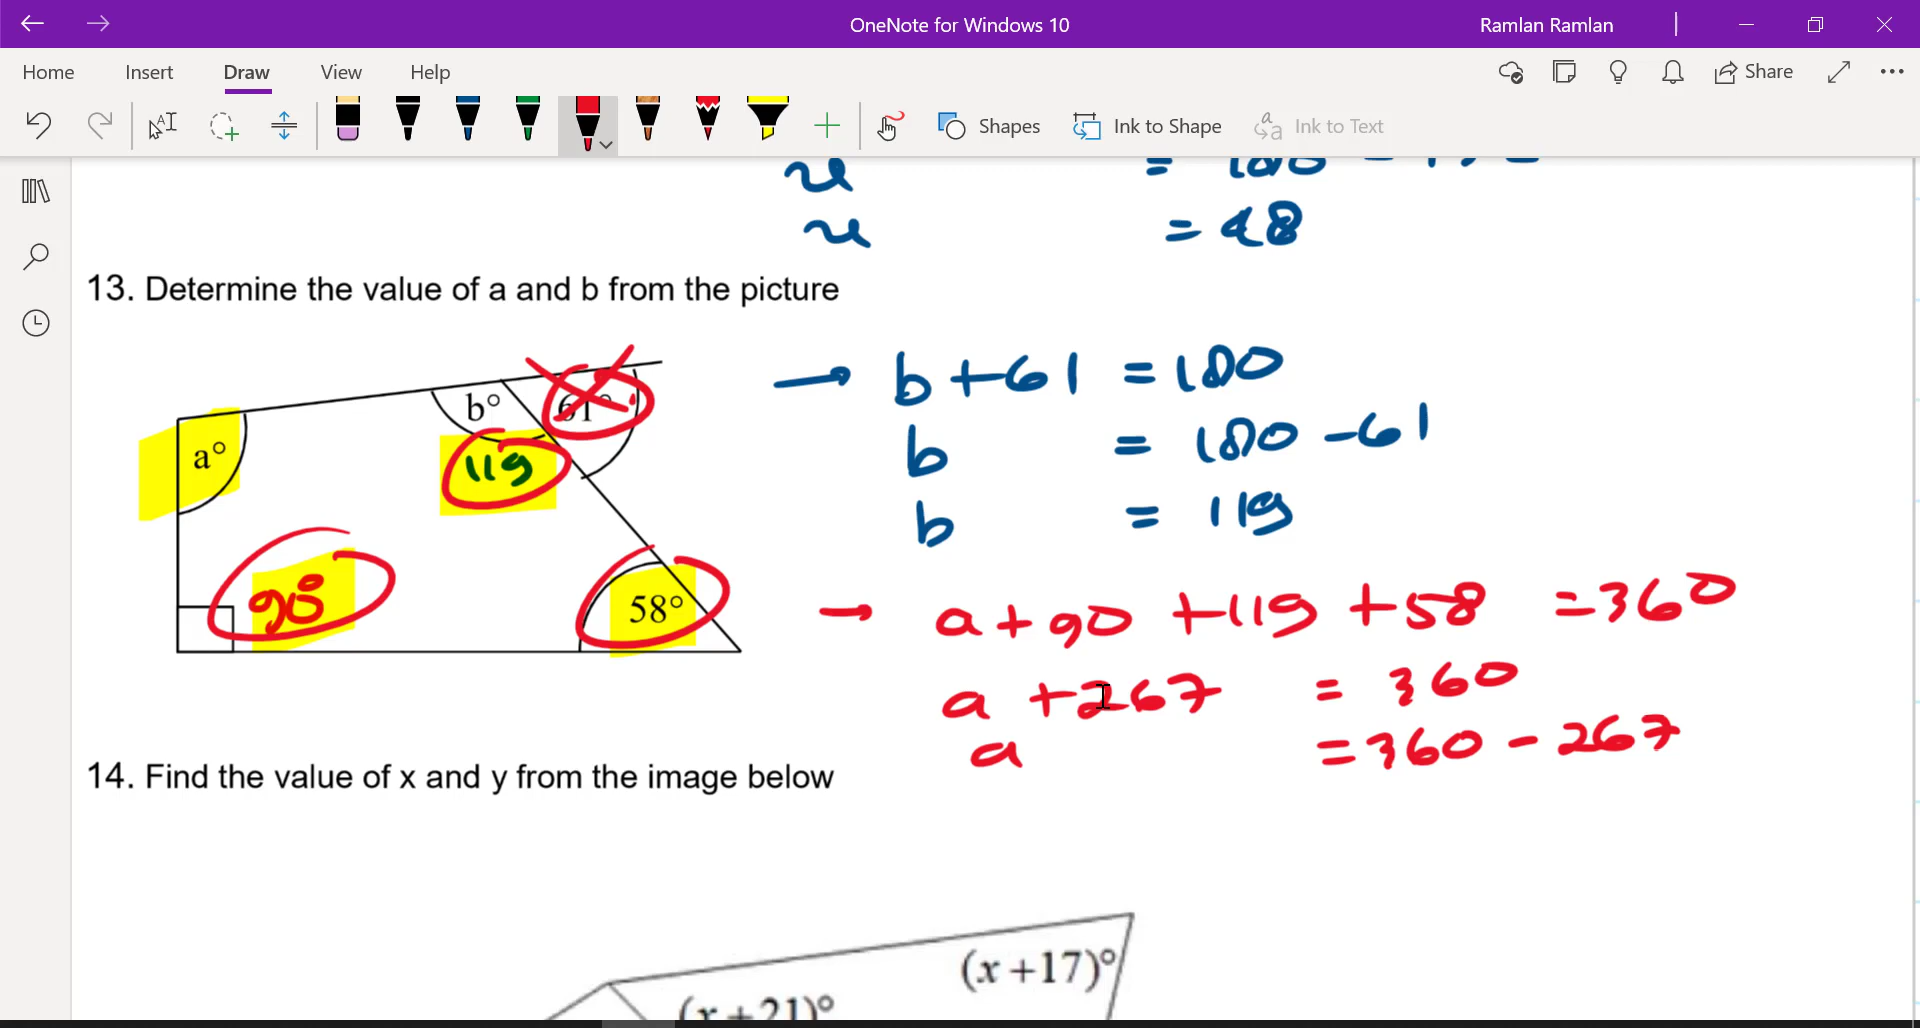 OneNote for Windows 10
Ramlan Ramlan
Home Insert Draw View Help
Share
Shapes Ink to Shape Ink to Text
x
x = 48
13. Determine the value of a and b from the picture
a°
b°
61°
119
90°
58°
b + 61 = 180
b = 180 - 61
b = 119
a + 90 + 119 + 58 = 360
a + 267 = 360
a = 360 - 267
14. Find the value of x and y from the image below
(x +17)°
(x +21)°